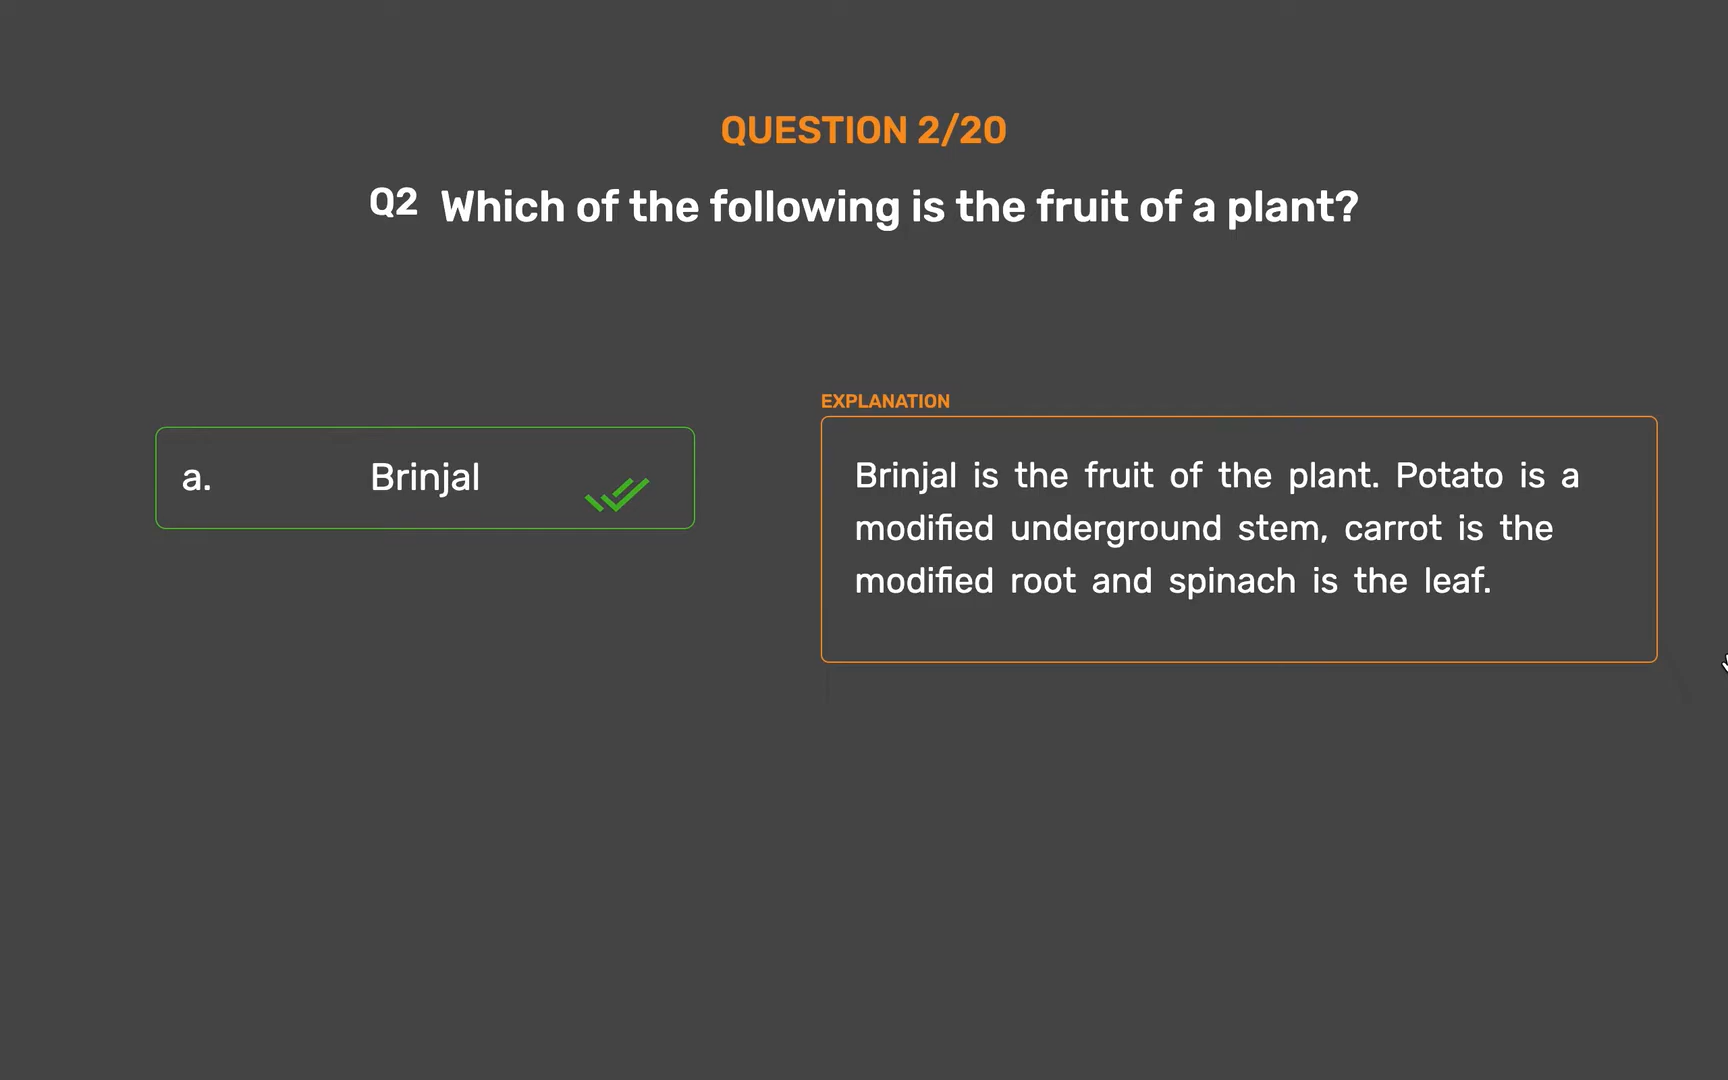 QUESTION 2/20
Q2 Which of the following is the fruit of a plant?
a. Brinjal
EXPLANATION
Brinjal is the fruit of the plant. Potato is a
modified underground stem, carrot is the
modified root and spinach is the leaf.